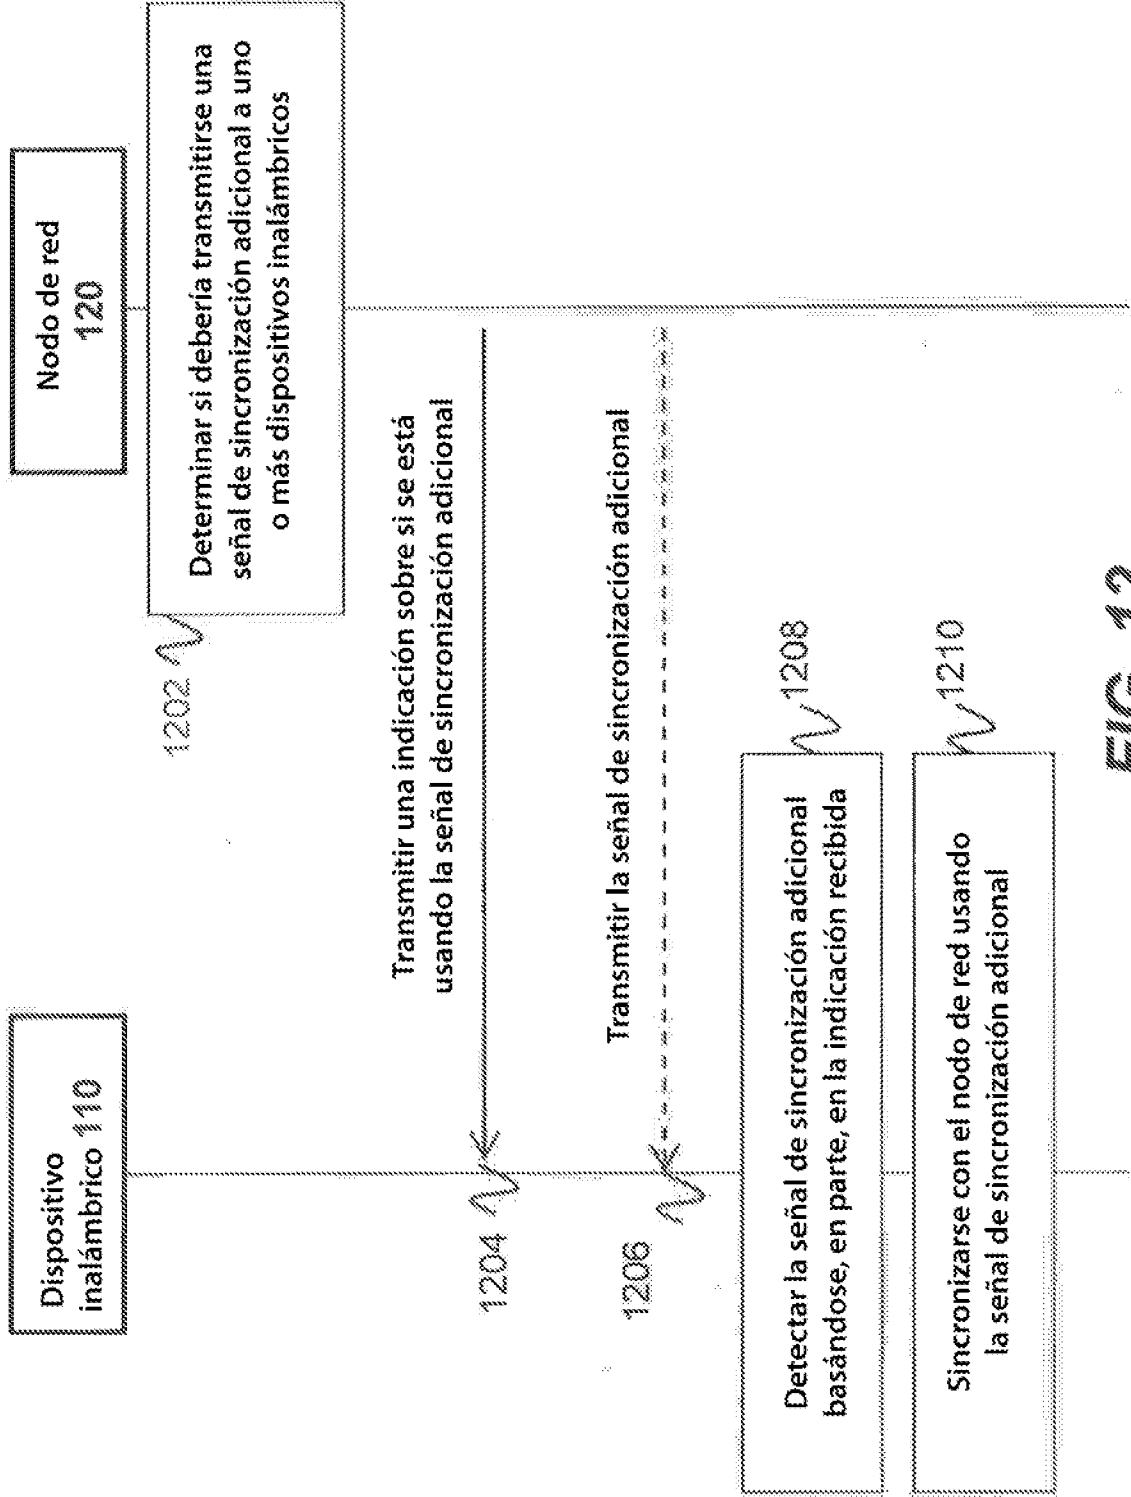 Dispositivo
inalámbrico 110
Nodo de red
120
1202
Determinar si debería transmitirse una
señal de sincronización adicional a uno
o más dispositivos inalámbricos
Transmitir una indicación sobre si se está
usando la señal de sincronización adicional
1204
Transmitir la señal de sincronización adicional
1206
Detectar la señal de sincronización adicional
basándose, en parte, en la indicación recibida
1208
Sincronizarse con el nodo de red usando
la señal de sincronización adicional
1210
FIG. 12